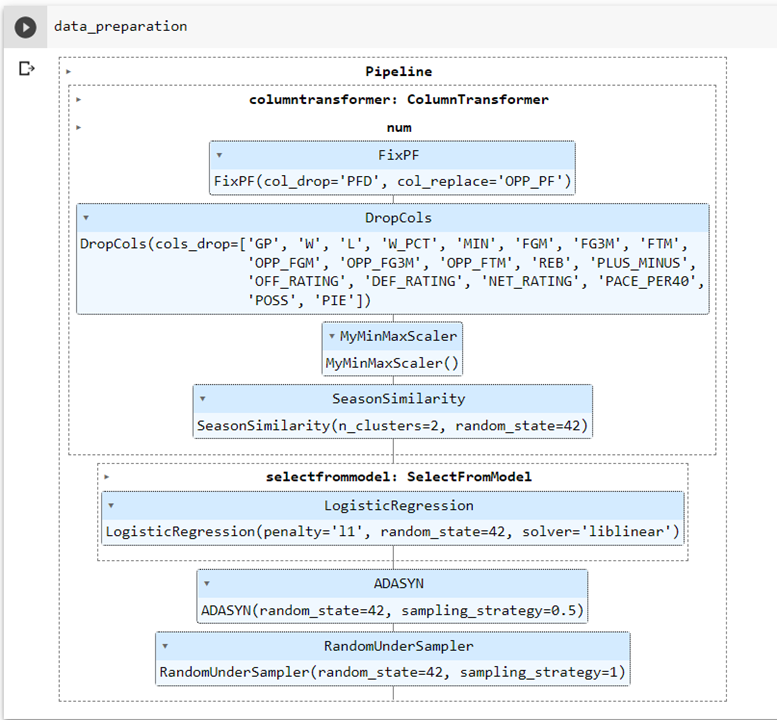 data_preparation
Pipeline
columntransformer: ColumnTransformer
num
FixPF
FixPF(col_drop='PFD', col_replace='OPP_PF')
DropCols
DropCols(cols_drop=['GP', 'W', 'L', 'W_PCT', 'MIN', 'FGM', 'FG3M', 'FTM',
'OPP_FGM', 'OPP_FG3M', 'OPP_FTM', 'REB', 'PLUS_MINUS',
'OFF_RATING', 'DEF_RATING', 'NET_RATING', 'PACE_PER40',
'POSS', 'PIE'])
MyMinMaxScaler
MyMinMaxScaler()
SeasonSimilarity
SeasonSimilarity(n_clusters=2, random_state=42)
selectfrommodel: SelectFromModel
LogisticRegression
LogisticRegression(penalty='l1', random_state=42, solver='liblinear')
ADASYN
ADASYN(random_state=42, sampling_strategy=0.5)
RandomUnderSampler
RandomUnderSampler(random_state=42, sampling_strategy=1)